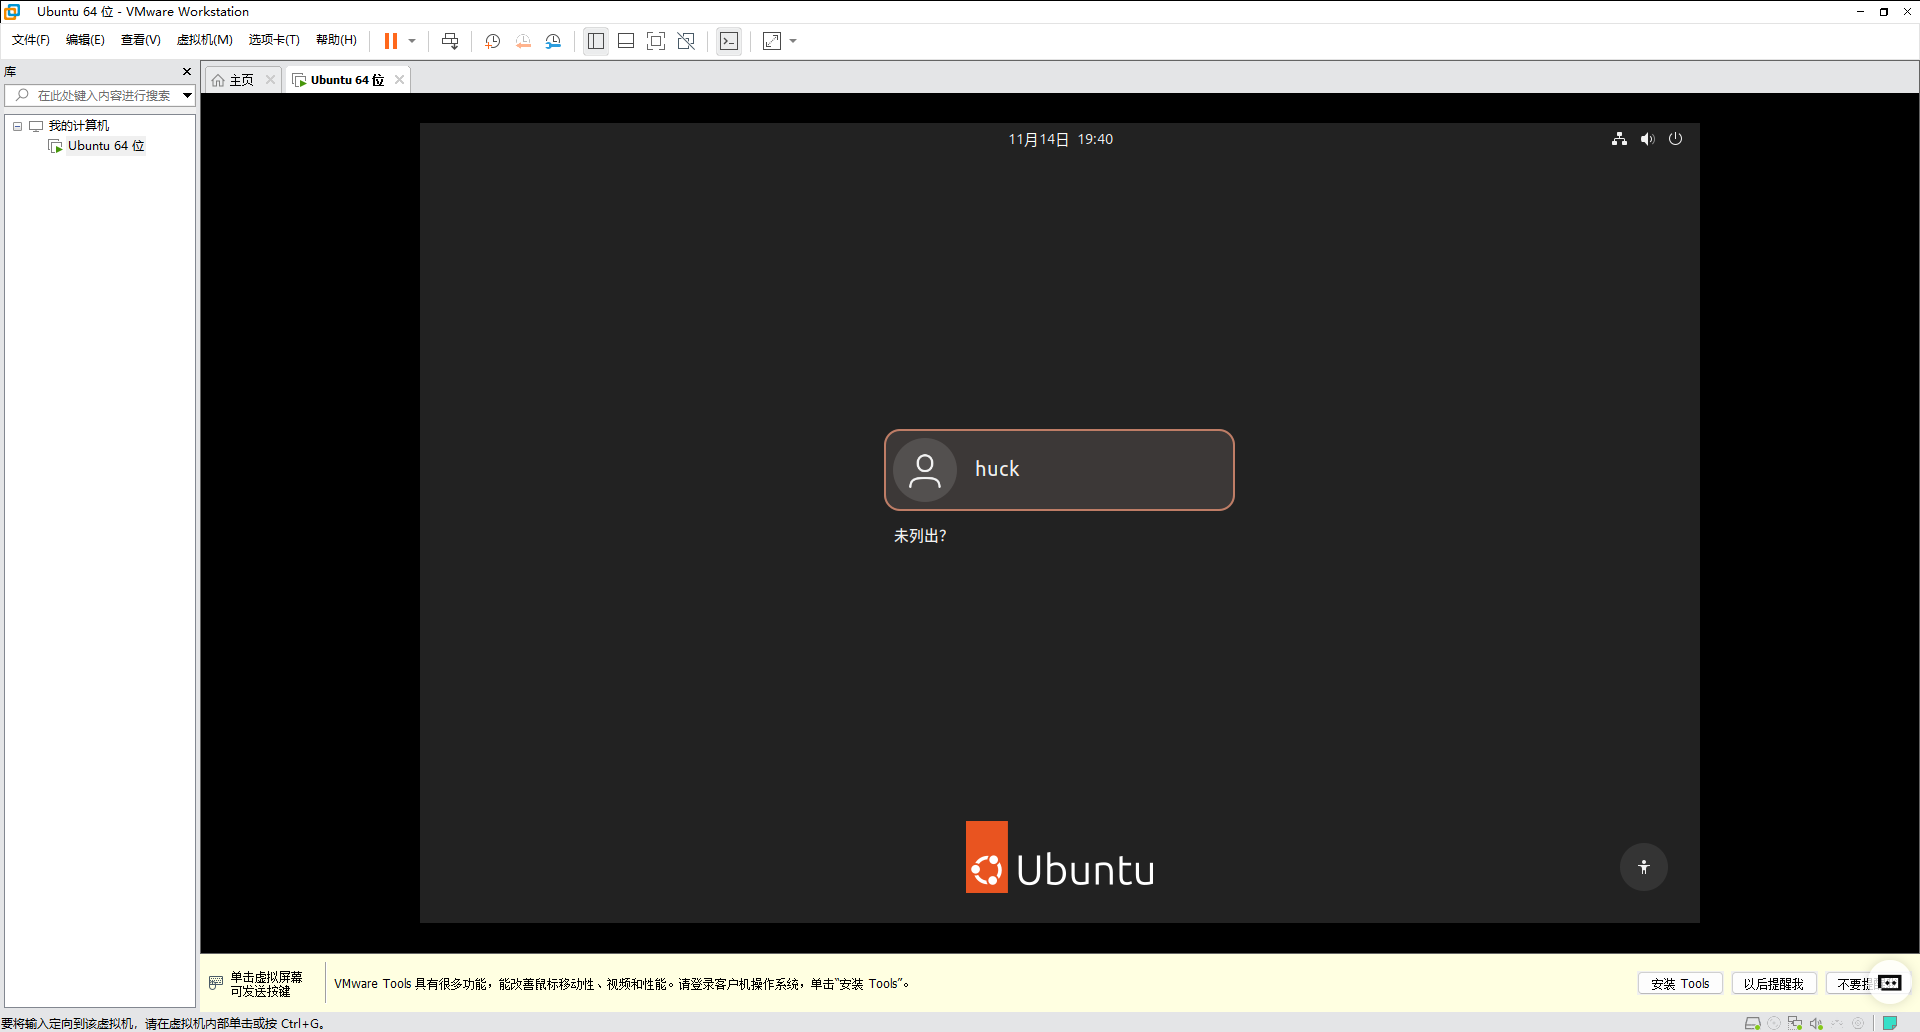 Ubuntu 64 位 - VMware Workstation
文件(F) 编辑(E) 查看(V) 虚拟机(M) 选项卡(T) 帮助(H)
库
在此处键入内容进行搜索
我的计算机
Ubuntu 64 位
主页
Ubuntu 64 位
11月14日 19:40
huck
未列出?
Ubuntu
单击虚拟屏幕
可发送按键
VMware Tools 具有很多功能，能改善鼠标移动性、视频和性能。请登录客户机操作系统，单击“安装 Tools”。
安装 Tools
以后提醒我
不要
要将输入定向到该虚拟机，请在虚拟机内部单击或按 Ctrl+G。